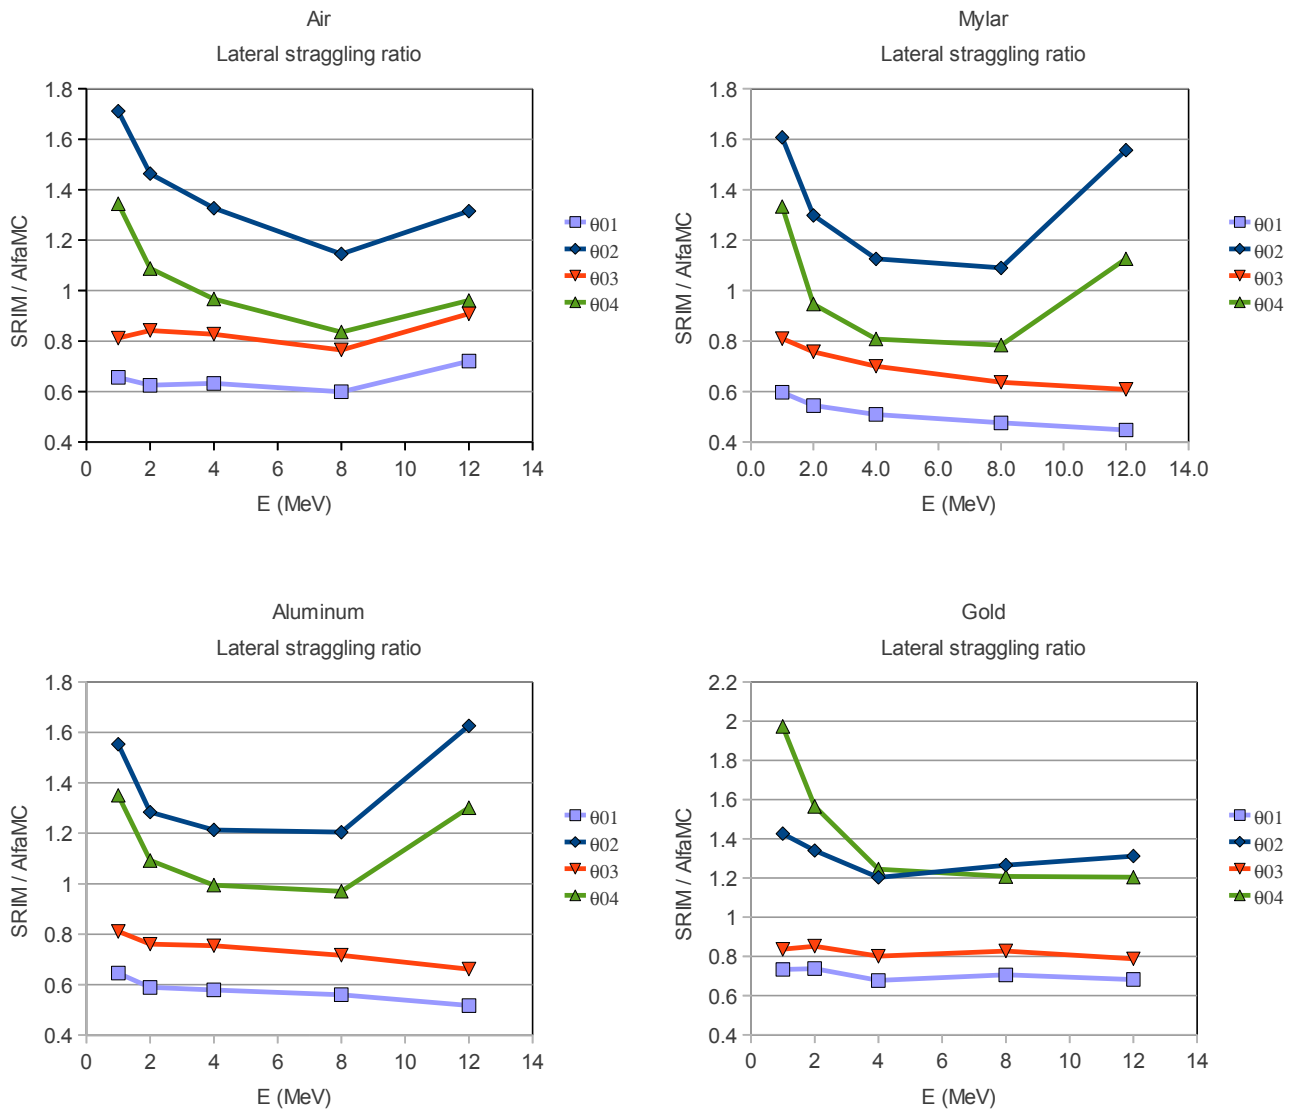 Air
Lateral straggling ratio
SRIM / AlfaMC
1.8
1.6
1.4
1.2
1
0.8
0.6
0.4
0 2 4 6 8 10 12 14
E (MeV)
θ01
θ02
θ03
θ04
Mylar
Lateral straggling ratio
SRIM / AlfaMC
1.8
1.6
1.4
1.2
1
0.8
0.6
0.4
0.0 2.0 4.0 6.0 8.0 10.0 12.0 14.0
E (MeV)
θ01
θ02
θ03
θ04
Aluminum
Lateral straggling ratio
SRIM / AlfaMC
1.8
1.6
1.4
1.2
1
0.8
0.6
0.4
0 2 4 6 8 10 12 14
E (MeV)
θ01
θ02
θ03
θ04
Gold
Lateral straggling ratio
SRIM / AlfaMC
2.2
2
1.8
1.6
1.4
1.2
1
0.8
0.6
0.4
0 2 4 6 8 10 12 14
E (MeV)
θ01
θ02
θ03
θ04